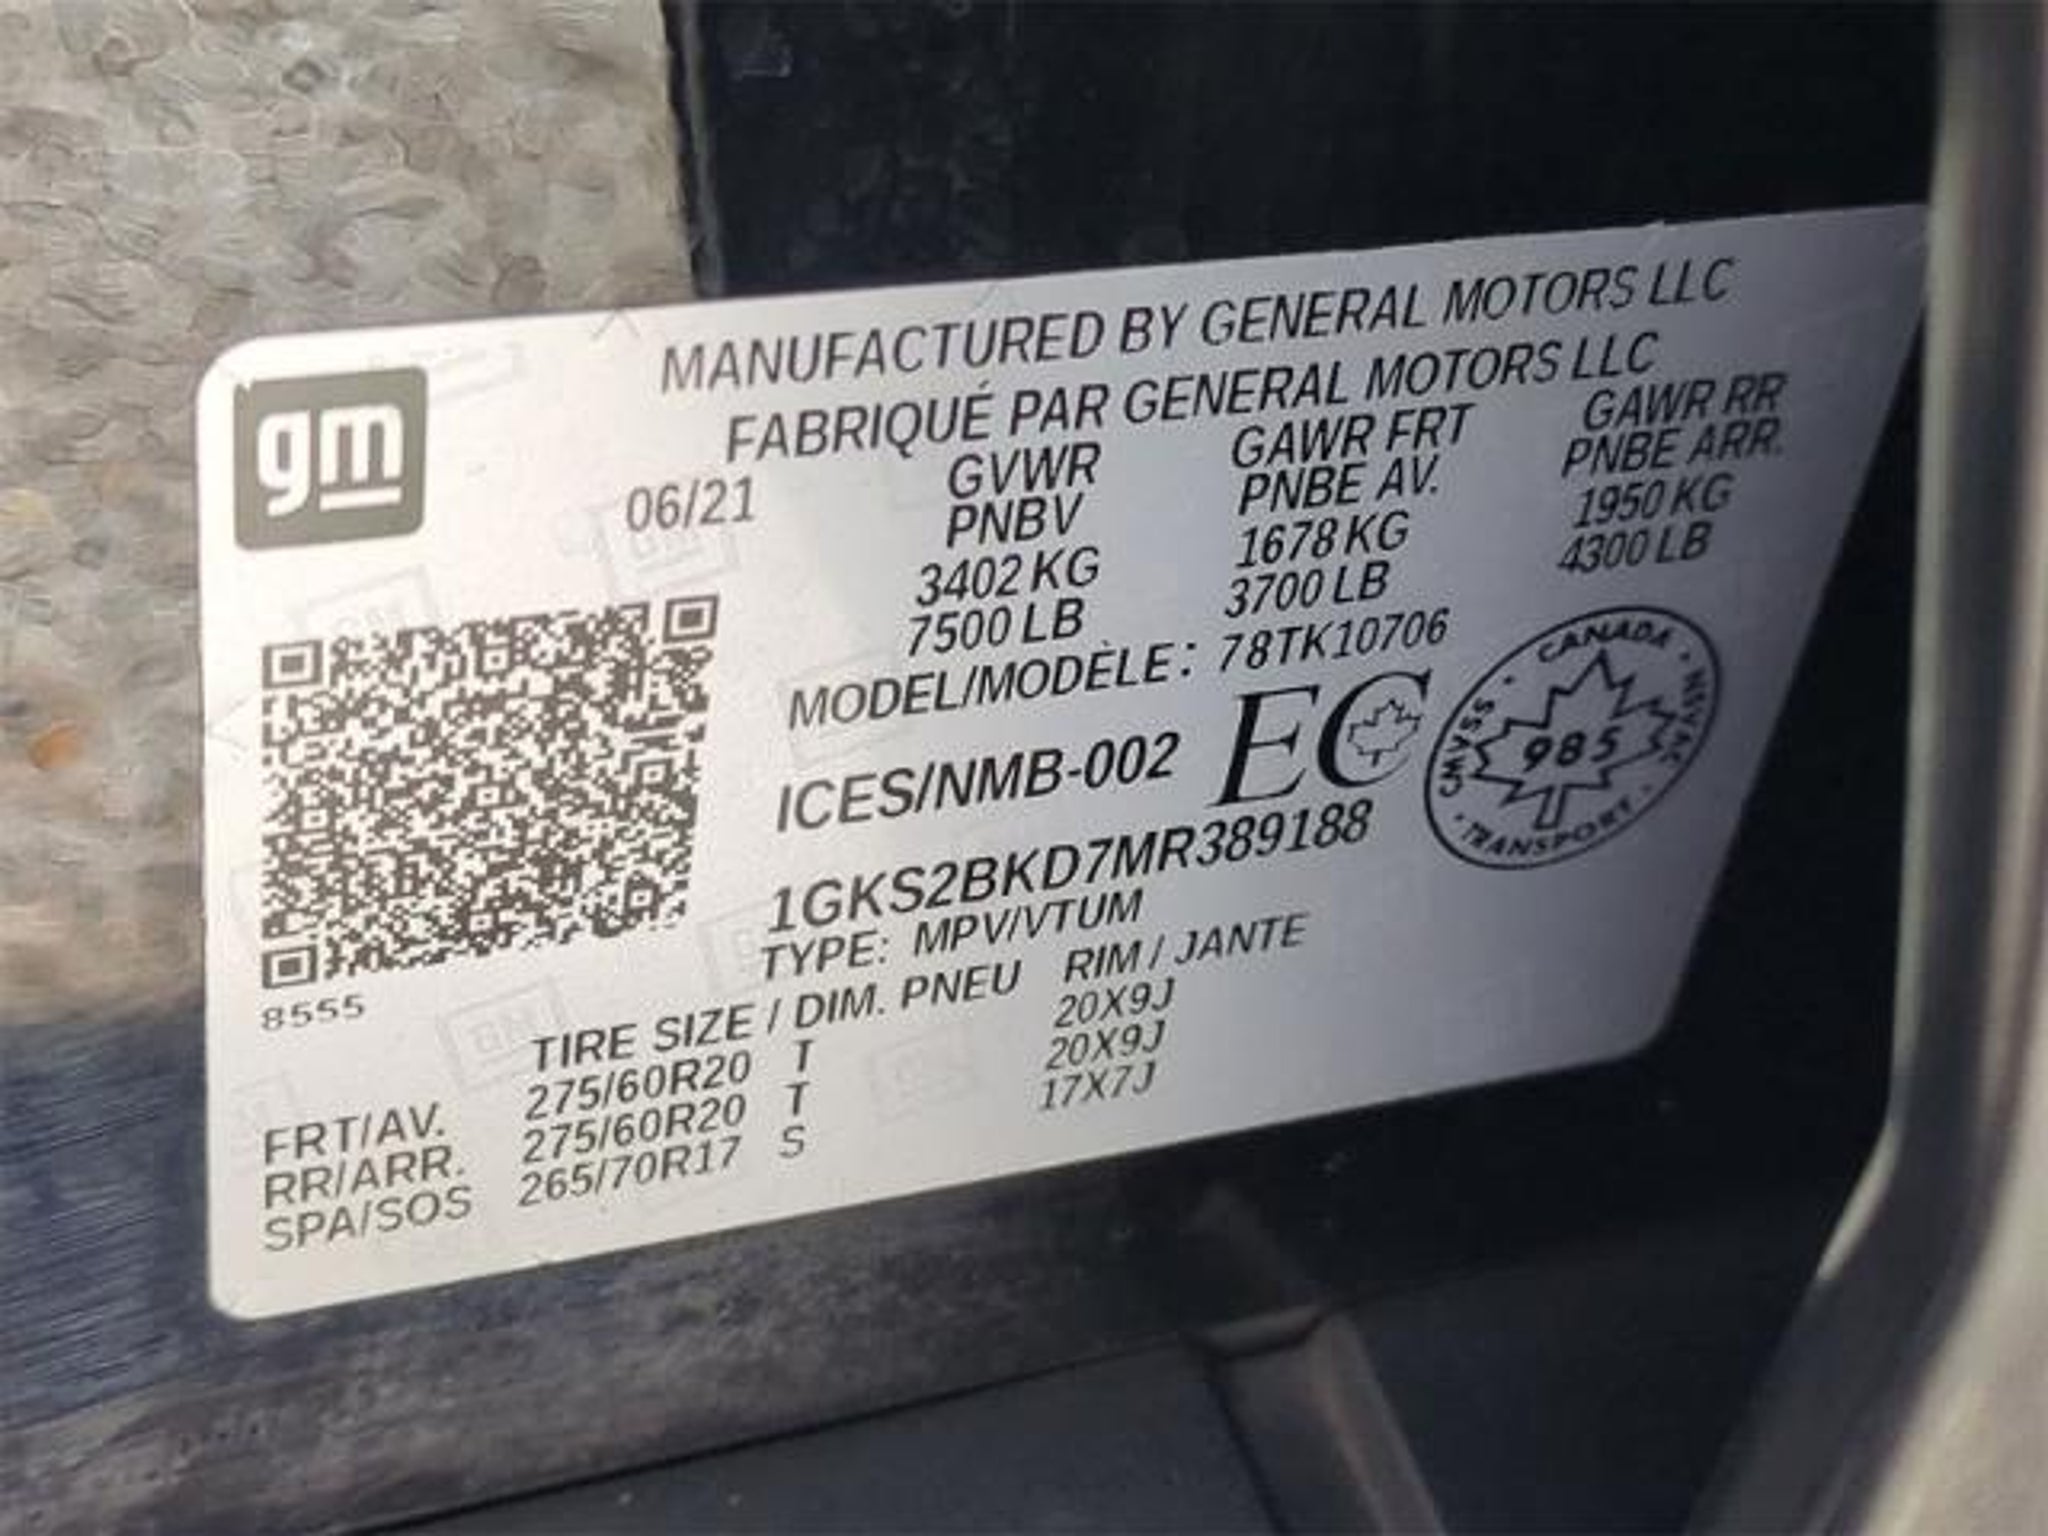 gm
MANUFACTURED BY GENERAL MOTORS LLC
FABRIQUÉ PAR GENERAL MOTORS LLC
06/21
GVWR GAWR FRT GAWR RR
PNBV PNBE AV. PNBE ARR.
3402 KG 1678 KG 1950 KG
7500 LB 3700 LB 4300 LB
MODEL/MODÈLE: 78TK10706
ICES/NMB-002 EC
CANADA · NSVAC · TRANSPORT · CMVSS ·
985
1GKS2BKD7MR389188
TYPE: MPV/VTUM
8555
TIRE SIZE / DIM. PNEU RIM / JANTE
FRT/AV. 275/60R20 T 20X9J
RR/ARR. 275/60R20 T 20X9J
SPA/SOS 265/70R17 S 17X7J